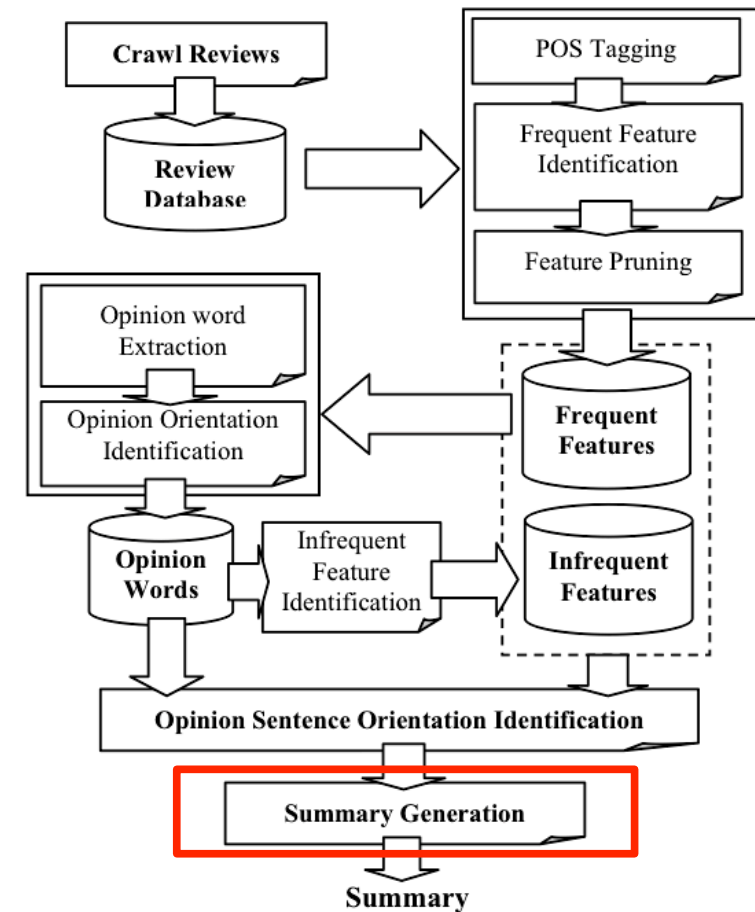 Crawl Reviews
Review
Database
POS Tagging
Frequent Feature
Identification
Feature Pruning
Opinion word
Extraction
Opinion Orientation
Identification
Frequent
Features
Opinion
Words
Infrequent
Feature
Identification
Infrequent
Features
Opinion Sentence Orientation Identification
Summary Generation
Summary